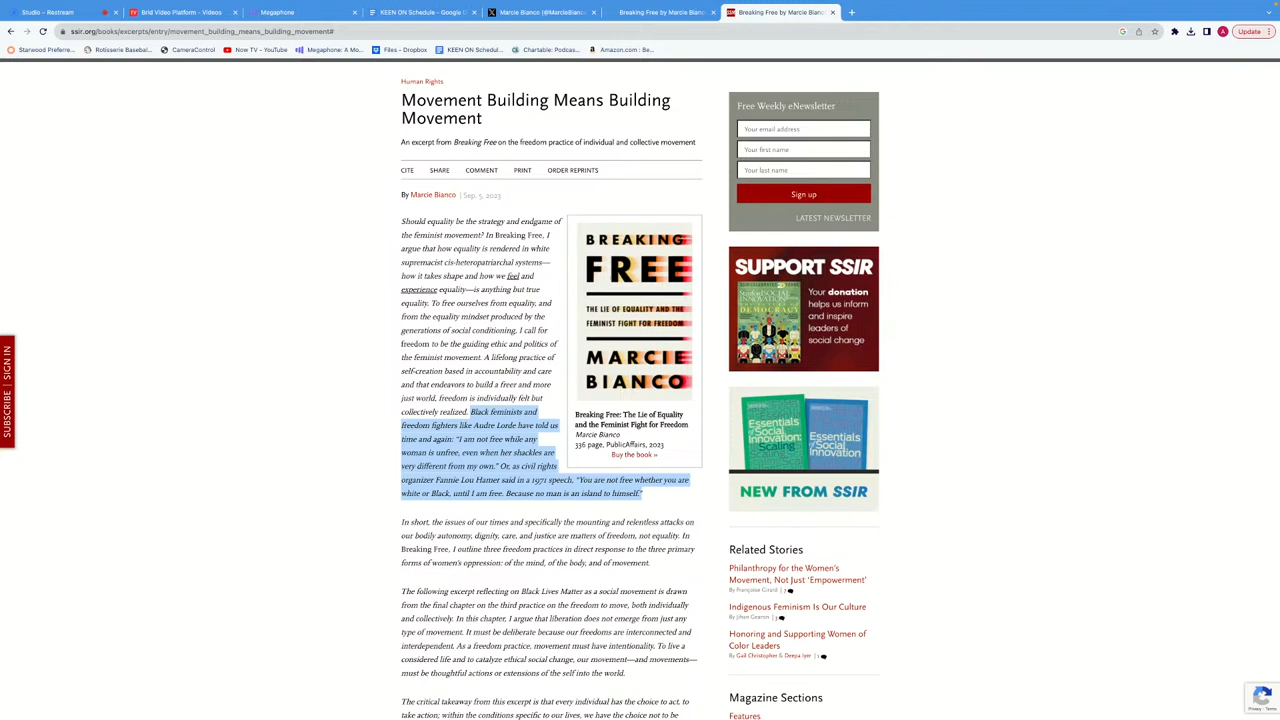 Studio – Restream
Brid Video Platform - Videos
Megaphone
KEEN ON Schedule - Google D
Marcie Bianco (@MarcieBianc
Breaking Free by Marcie Bianc
Breaking Free by Marcie Bianc
ssir.org/books/excerpts/entry/movement_building_means_building_movement#
Update
Starwood Preferre...
Rotisserie Basebal...
CameraControl
Now TV - YouTube
Megaphone: A Mo...
Files - Dropbox
KEEN ON Schedul...
Chartable: Podcas...
Amazon.com : Be...
Human Rights
Movement Building Means Building
Movement
An excerpt from Breaking Free on the freedom practice of individual and collective movement
CITE SHARE COMMENT PRINT ORDER REPRINTS
By Marcie Bianco | Sep. 5, 2023
Should equality be the strategy and endgame of
the feminist movement? In Breaking Free, I
argue that how equality is rendered in white
supremacist cis-heteropatriarchal systems—
how it takes shape and how we feel and
experience equality—is anything but true
equality. To free ourselves from equality, and
from the equality mindset produced by the
generations of social conditioning, I call for
freedom to be the guiding ethic and politics of
the feminist movement. A lifelong practice of
self-creation based in accountability and care
and that endeavors to build a freer and more
just world, freedom is individually felt but
collectively realized. Black feminists and
freedom fighters like Audre Lorde have told us
time and again: “I am not free while any
woman is unfree, even when her shackles are
very different from my own.” Or, as civil rights
organizer Fannie Lou Hamer said in a 1971 speech, “You are not free whether you are
white or Black, until I am free. Because no man is an island to himself.”
BREAKING
FREE
THE LIE OF EQUALITY AND THE
FEMINIST FIGHT FOR FREEDOM
MARCIE
BIANCO
Breaking Free: The Lie of Equality
and the Feminist Fight for Freedom
Marcie Bianco
336 page, PublicAffairs, 2023
Buy the book »
In short, the issues of our times and specifically the mounting and relentless attacks on
our bodily autonomy, dignity, care, and justice are matters of freedom, not equality. In
Breaking Free, I outline three freedom practices in direct response to the three primary
forms of women's oppression: of the mind, of the body, and of movement.
The following excerpt reflecting on Black Lives Matter as a social movement is drawn
from the final chapter on the third practice on the freedom to move, both individually
and collectively. In this chapter, I argue that liberation does not emerge from just any
type of movement. It must be deliberate because our freedoms are interconnected and
interdependent. As a freedom practice, movement must have intentionality. To live a
considered life and to catalyze ethical social change, our movement—and movements—
must be thoughtful actions or extensions of the self into the world.
The critical takeaway from this excerpt is that every individual has the choice to act, to
take action; within the conditions specific to our lives, we have the choice not to be
Free Weekly eNewsletter
Your email address
Your first name
Your last name
Sign up
LATEST NEWSLETTER
SUPPORT SSIR
Your donation
helps us inform
and inspire
leaders of
social change
DEMOCRACY
Essentials of
Social
Innovation:
Scaling
Essentials of
Social
Innovation
NEW FROM SSIR
Related Stories
Philanthropy for the Women's
Movement, Not Just ‘Empowerment’
By Françoise Girard | 7
Indigenous Feminism Is Our Culture
By Jihan Gearon | 3
Honoring and Supporting Women of
Color Leaders
By Gail Christopher & Deepa Iyer | 1
Magazine Sections
Features
SUBSCRIBE | SIGN IN
Privacy - Terms